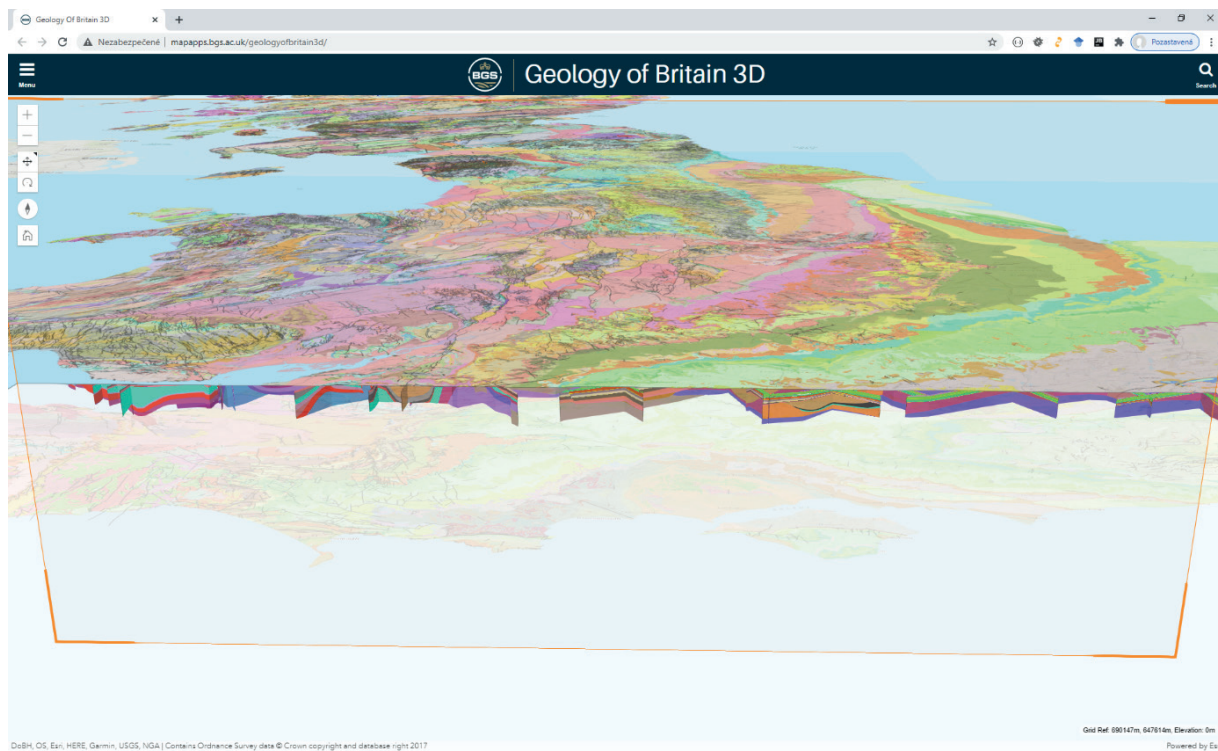 Geology Of Britain 3D
Nezabezpečené | mapapps.bgs.ac.uk/geologyofbritain3d/
Pozastavené
Menu
BGS
Geology of Britain 3D
Search
Grid Ref: 690147m, 647614m, Elevation: 0m
DoBH, OS, Esri, HERE, Garmin, USGS, NGA | Contains Ordnance Survey data © Crown copyright and database right 2017
Powered by Es